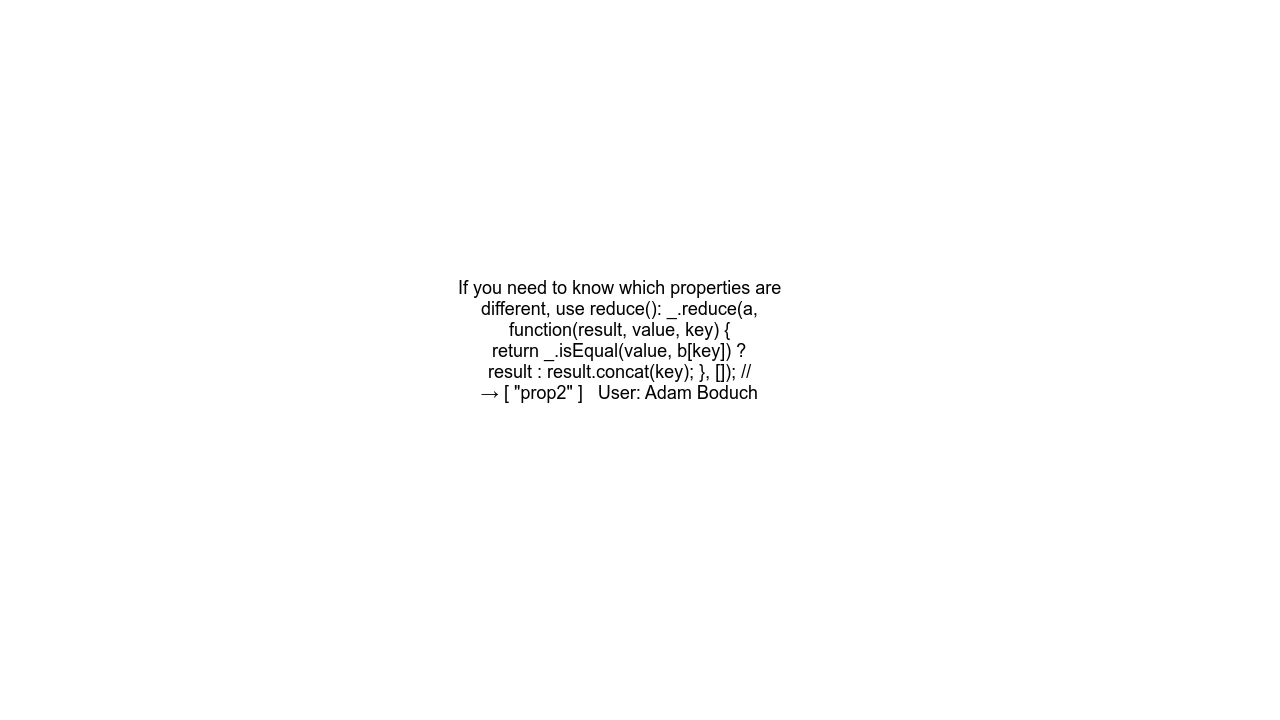 If you need to know which properties are
different, use reduce(): _.reduce(a,
function(result, value, key) {
return _.isEqual(value, b[key]) ?
result : result.concat(key); }, []); //
→ [ "prop2" ]   User: Adam Boduch